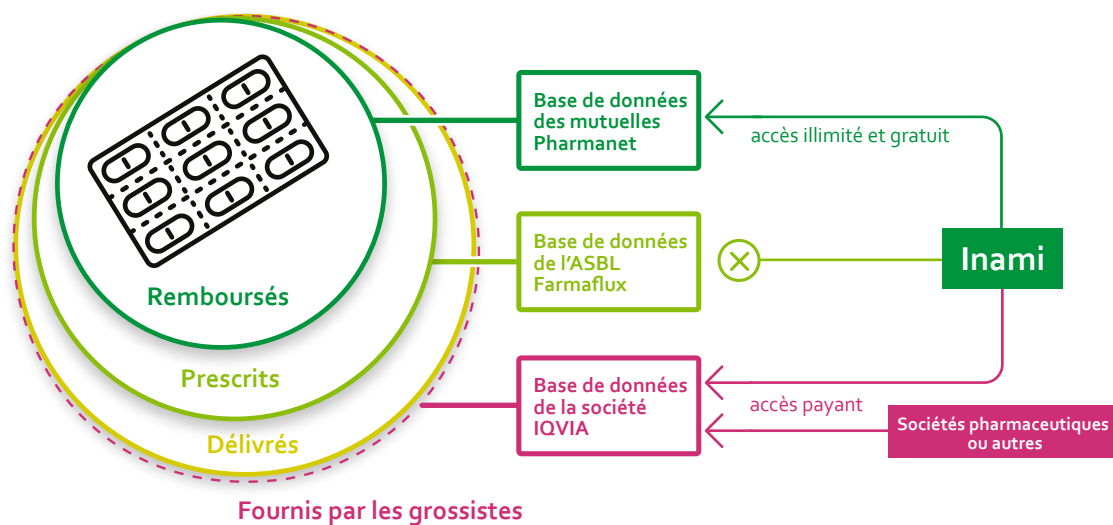 Remboursés
Prescrits
Délivrés
Fournis par les grossistes
Base de données
des mutuelles
Pharmanet
accès illimité et gratuit
Base de données
de l'ASBL
Farmaflux
Inami
Base de données
de la société
IQVIA
accès payant
Sociétés pharmaceutiques
ou autres